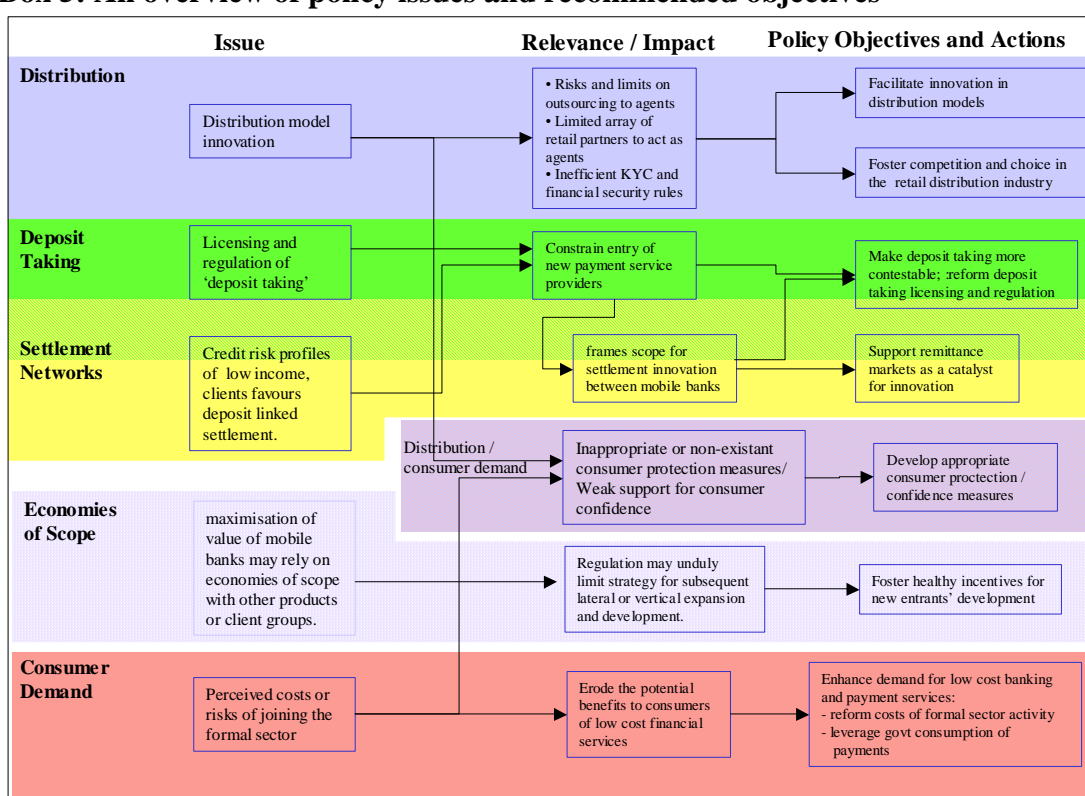 Box : An overview of policy issues and recommended objectives
Issue
Relevance / Impact
Policy Objectives and Actions
Distribution
Distribution model
innovation
• Risks and limits on
outsourcing to agents
• Limited array of
retail partners to act as
agents
• Inefficient KYC and
financial security rules
Facilitate innovation in
distribution models
Foster competition and choice in
the retail distribution industry
Deposit
Taking
Licensing and
regulation of
‘deposit taking’
Constrain entry of
new payment service
providers
Make deposit taking more
contestable; :reform deposit
taking licensing and regulation
Settlement
Networks
Credit risk profiles
of low income,
clients favours
deposit linked
settlement.
frames scope for
settlement innovation
between mobile banks
Support remittance
markets as a catalyst
for innovation
Distribution /
consumer demand
Inappropriate or non-existant
consumer protection measures/
Weak support for consumer
confidence
Develop appropriate
consumer proctection /
confidence measures
Economies
of Scope
maximisation of
value of mobile
banks may rely on
economies of scope
with other products
or client groups.
Regulation may unduly
limit strategy for subsequent
lateral or vertical expansion
and development.
Foster healthy incentives for
new entrants’ development
Consumer
Demand
Perceived costs or
risks of joining the
formal sector
Erode the potential
benefits to consumers
of low cost financial
services
Enhance demand for low cost banking
and payment services:
- reform costs of formal sector activity
- leverage govt consumption of
payments